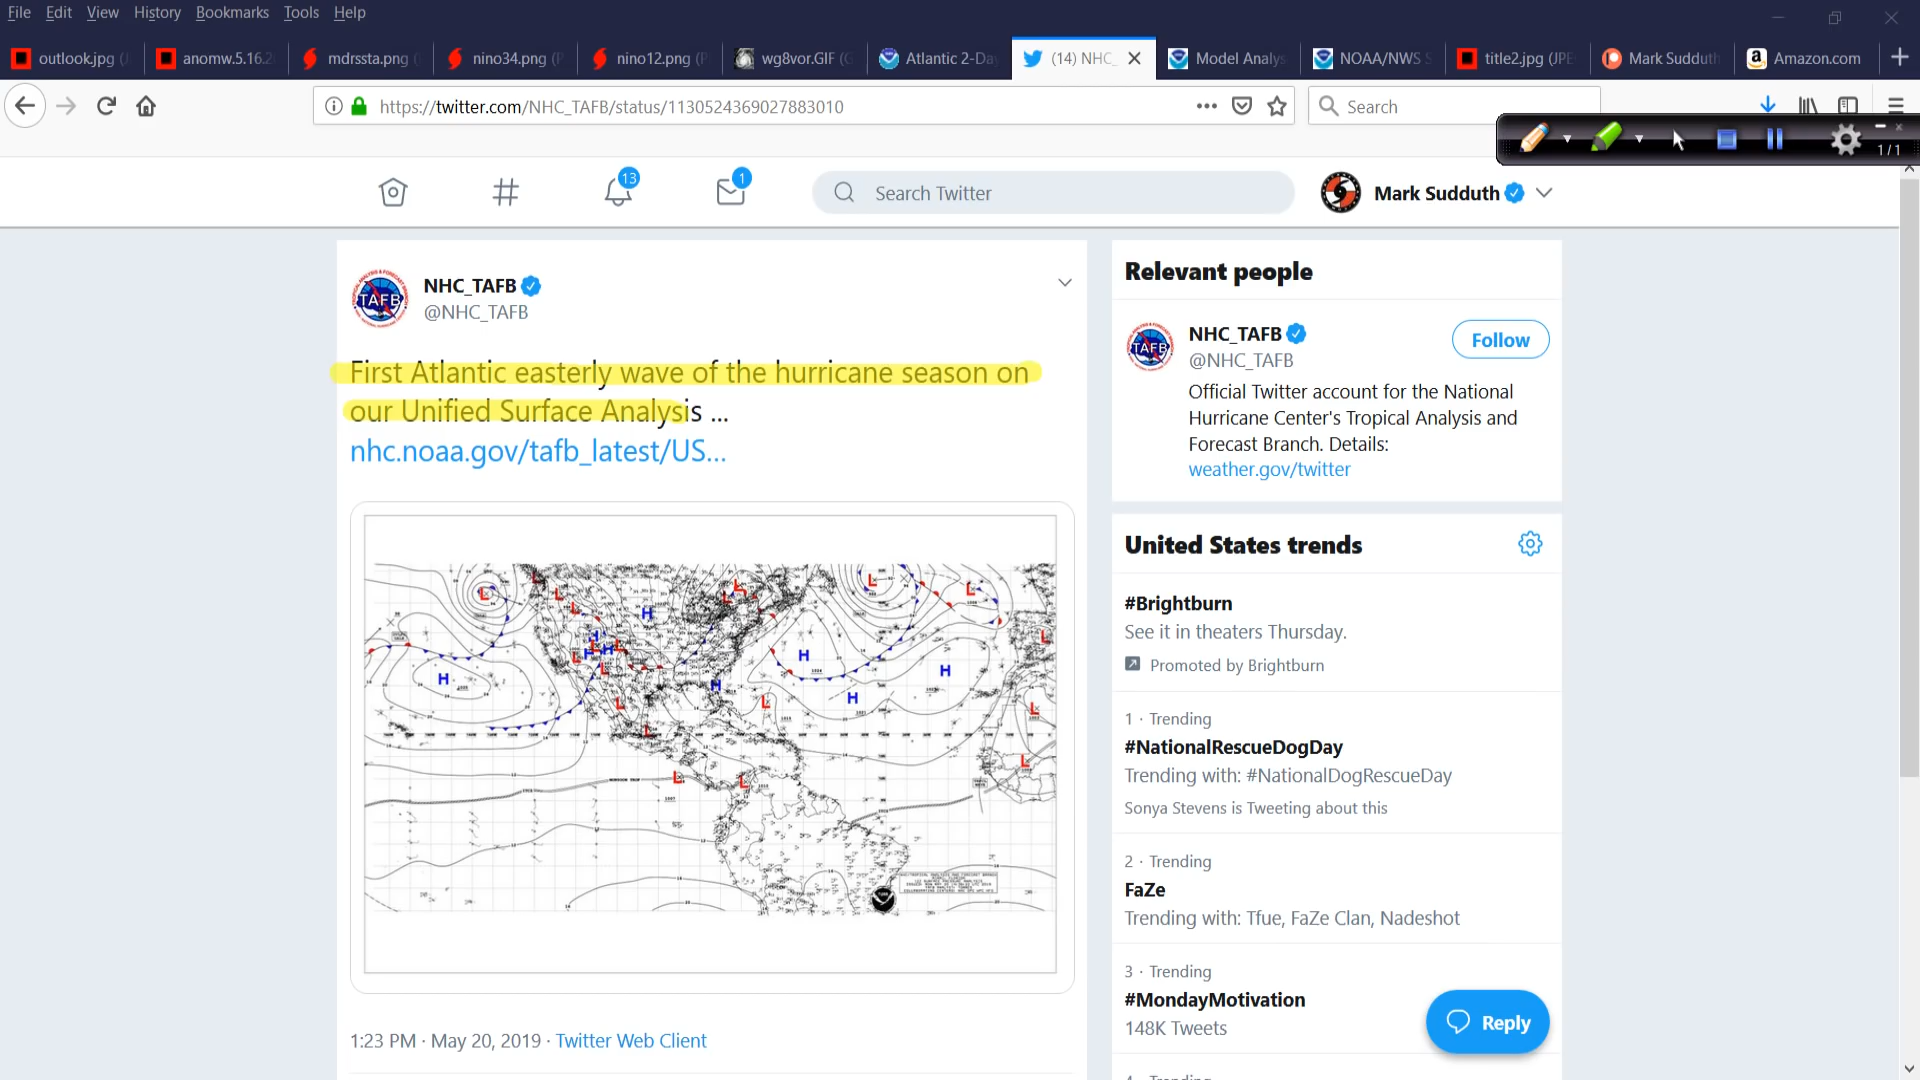 File Edit View History Bookmarks Tools Help
outlook.jpg (J
anomw.5.16.2
mdrssta.png (
nino34.png (P
nino12.png (P
wg8vor.GIF (G
Atlantic 2-Da
(14) NHC_
Model Analys
NOAA/NWS S
title2.jpg (JPE
Mark Sudduth
Amazon.com
https://twitter.com/NHC_TAFB/status/1130524369027883010
Search
1/1
13
1
Search Twitter
Mark Sudduth
TAFB
NHC_TAFB
@NHC_TAFB
First Atlantic easterly wave of the hurricane season on
our Unified Surface Analysis ...
nhc.noaa.gov/tafb_latest/US...
1:23 PM · May 20, 2019 · Twitter Web Client
Relevant people
TAFB
NHC_TAFB
@NHC_TAFB
Follow
Official Twitter account for the National
Hurricane Center's Tropical Analysis and
Forecast Branch. Details:
weather.gov/twitter
United States trends
#Brightburn
See it in theaters Thursday.
Promoted by Brightburn
1 · Trending
#NationalRescueDogDay
Trending with: #NationalDogRescueDay
Sonya Stevens is Tweeting about this
2 · Trending
FaZe
Trending with: Tfue, FaZe Clan, Nadeshot
3 · Trending
#MondayMotivation
148K Tweets
Reply